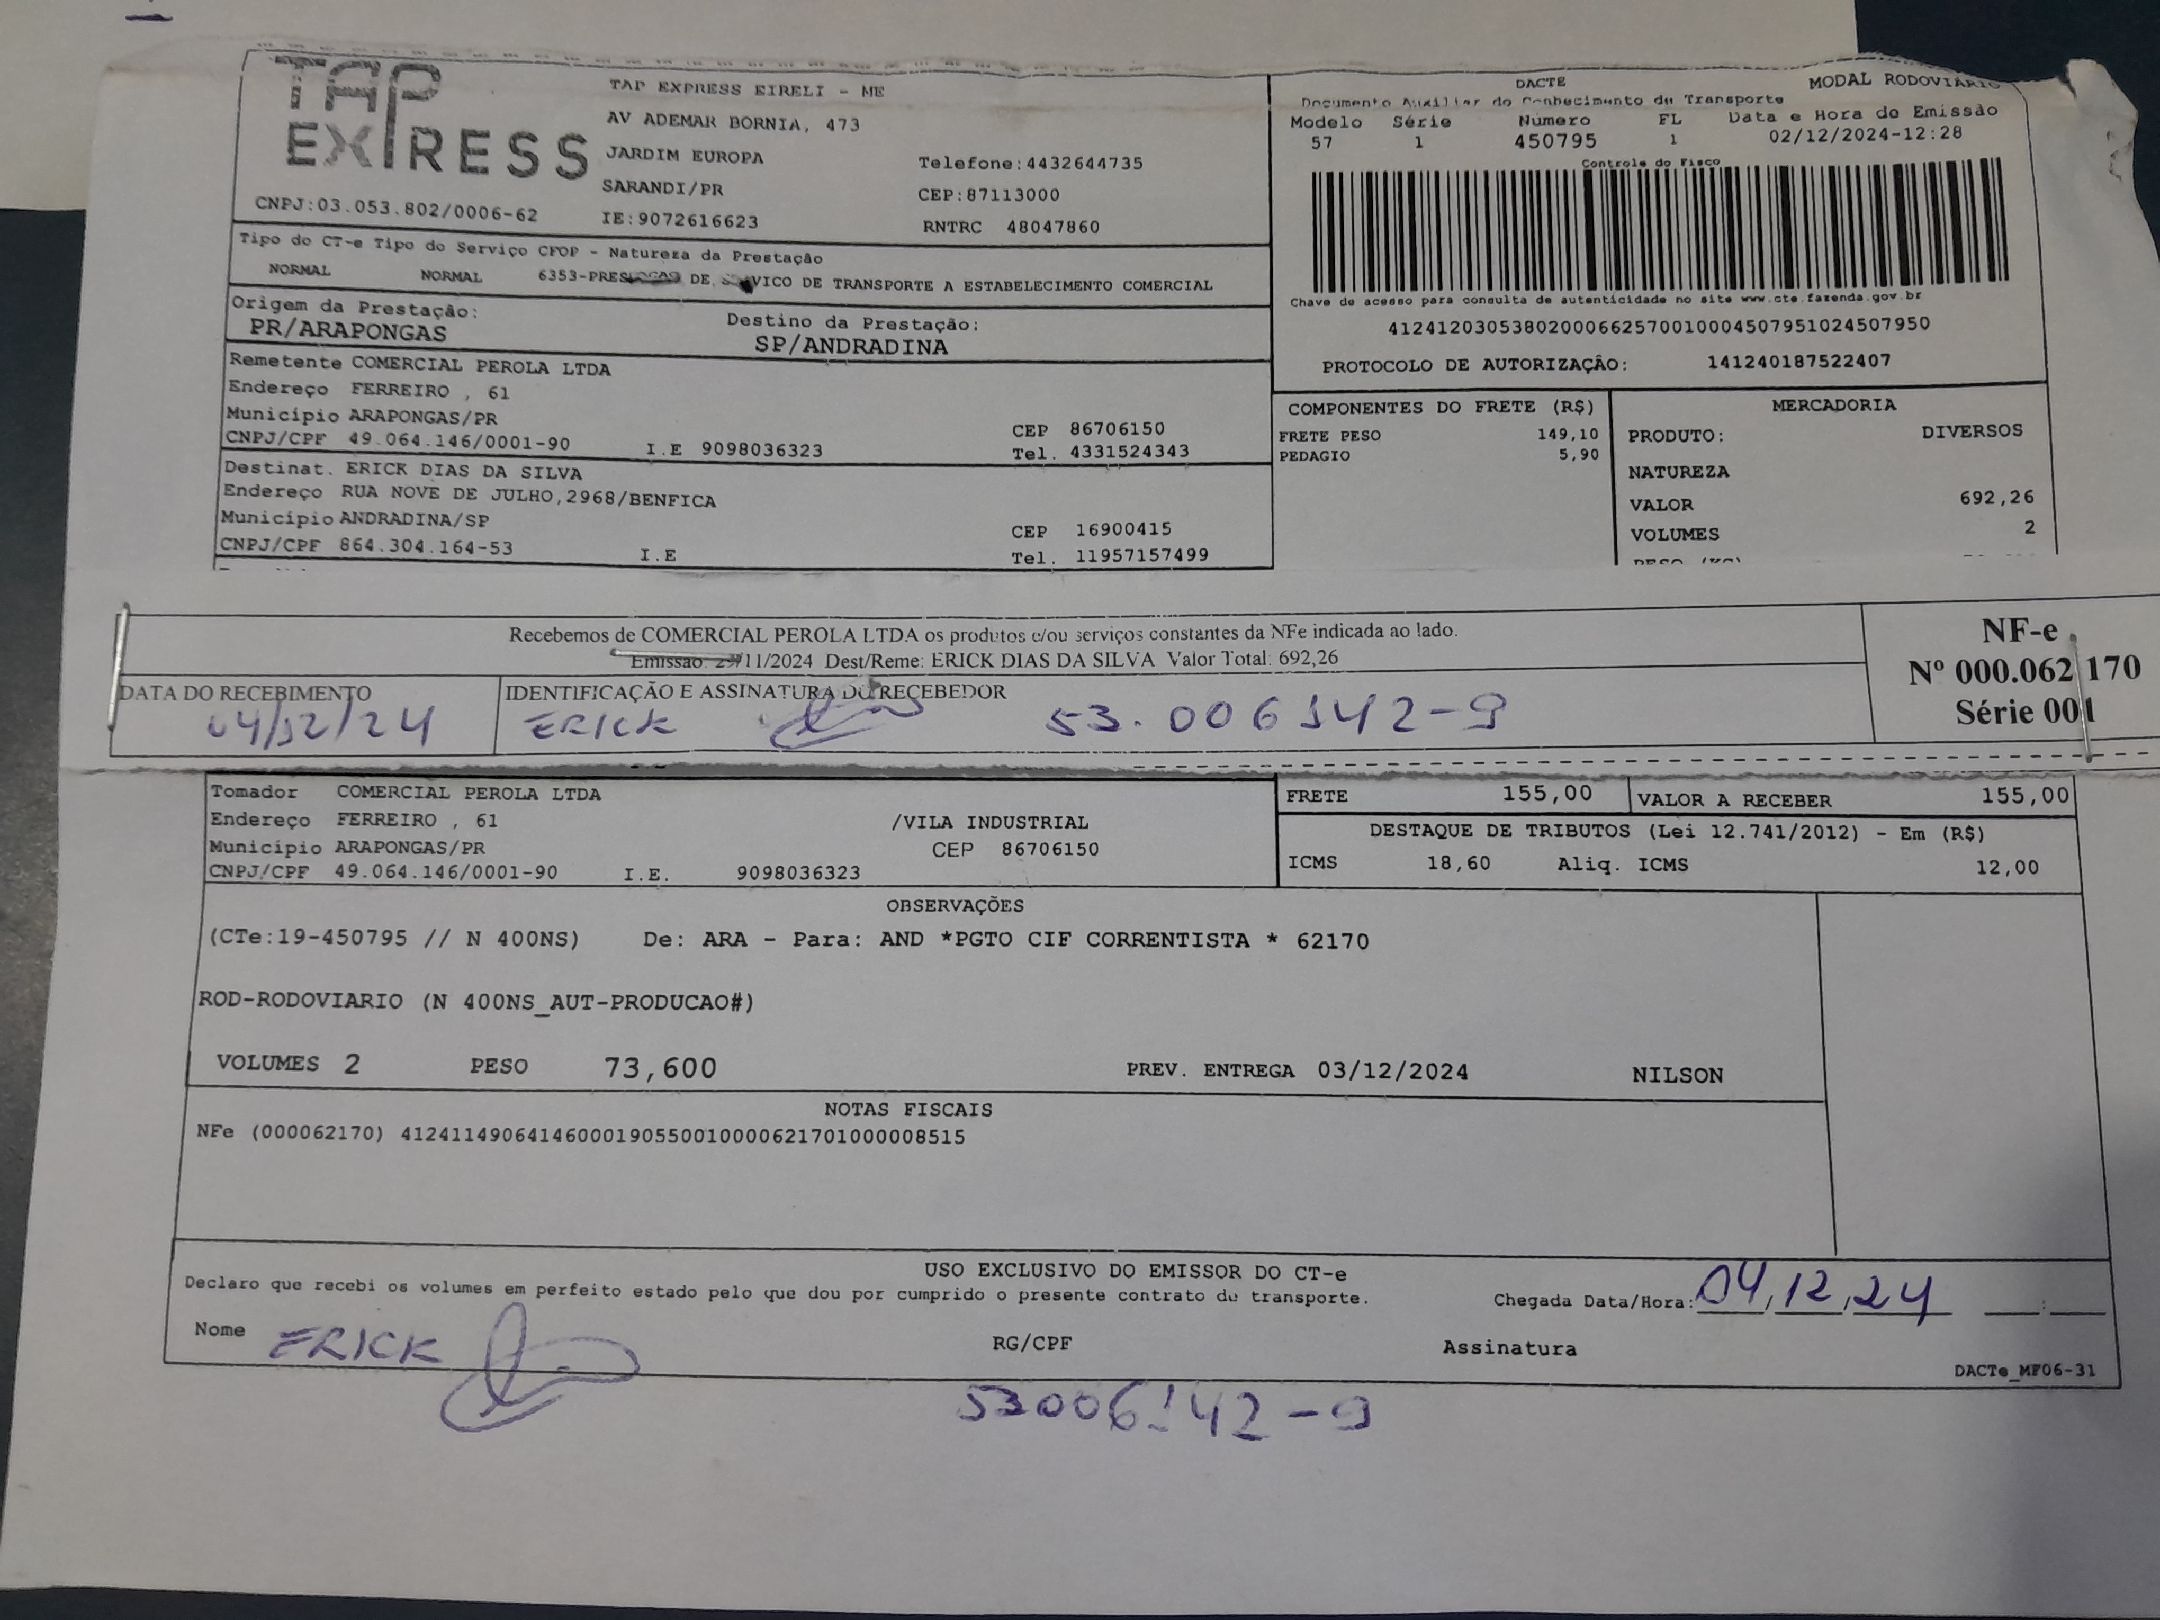 TAP
EXPRESS
CNPJ:03.053.802/0006-62
TAP EXPRESS EIRELI - ME
AV ADEMAR BORNIA, 473
JARDIM EUROPA
SARANDI/PR
IE:9072616623
Telefone:4432644735
CEP:87113000
RNTRC 48047860
DACTE MODAL RODOVIÁRIO
Documento Auxiliar do Conhecimento de Transporte
Modelo Série Número FL Data e Hora de Emissão
57 1 450795 1 02/12/2024-12:28
Controle do Fisco
Chave de acesso para consulta de autenticidade no site www.cte.fazenda.gov.br
41241203053802000662570010004507951024507950
PROTOCOLO DE AUTORIZAÇÃO: 141240187522407
Tipo do CT-e Tipo do Serviço CFOP - Natureza da Prestação
NORMAL NORMAL 6353- DE TRANSPORTE A ESTABELECIMENTO COMERCIAL
Origem da Prestação: Destino da Prestação:
PR/ARAPONGAS SP/ANDRADINA
Remetente COMERCIAL PEROLA LTDA
Endereço FERREIRO , 61
Município ARAPONGAS/PR CEP 86706150
CNPJ/CPF 49.064.146/0001-90 I.E 9098036323 Tel. 4331524343
Destinat. ERICK DIAS DA SILVA
Endereço RUA NOVE DE JULHO,2968/BENFICA
Município ANDRADINA/SP CEP 16900415
CNPJ/CPF 864.304.164-53 I.E Tel. 11957157499
COMPONENTES DO FRETE (R$)
FRETE PESO 149,10
PEDAGIO 5,90
MERCADORIA
PRODUTO: DIVERSOS
NATUREZA
VALOR 692,26
VOLUMES 2
Recebemos de COMERCIAL PEROLA LTDA os produtos e/ou serviços constantes da NFe indicada ao lado.
Emissão: 29/11/2024 Dest/Reme: ERICK DIAS DA SILVA Valor Total: 692,26
DATA DO RECEBIMENTO IDENTIFICAÇÃO E ASSINATURA DO RECEBEDOR
04/12/24 ERICK 53.006142-9
NF-e
Nº 000.062 170
Série 001
Tomador COMERCIAL PEROLA LTDA
Endereço FERREIRO , 61 /VILA INDUSTRIAL
Município ARAPONGAS/PR CEP 86706150
CNPJ/CPF 49.064.146/0001-90 I.E. 9098036323
FRETE 155,00 VALOR A RECEBER 155,00
DESTAQUE DE TRIBUTOS (Lei 12.741/2012) - Em (R$)
ICMS 18,60 Aliq. ICMS 12,00
OBSERVAÇÕES
(CTe:19-450795 // N 400NS) De: ARA - Para: AND *PGTO CIF CORRENTISTA * 62170
ROD-RODOVIARIO (N 400NS_AUT-PRODUCAO#)
VOLUMES 2 PESO 73,600 PREV. ENTREGA 03/12/2024 NILSON
NOTAS FISCAIS
NFe (000062170) 41241149064146000190550010000621701000008515
USO EXCLUSIVO DO EMISSOR DO CT-e
Declaro que recebi os volumes em perfeito estado pelo que dou por cumprido o presente contrato de transporte.
Chegada Data/Hora: 04,12,24 :
Nome ERICK RG/CPF Assinatura
DACTe_MF06-31
53006142-9